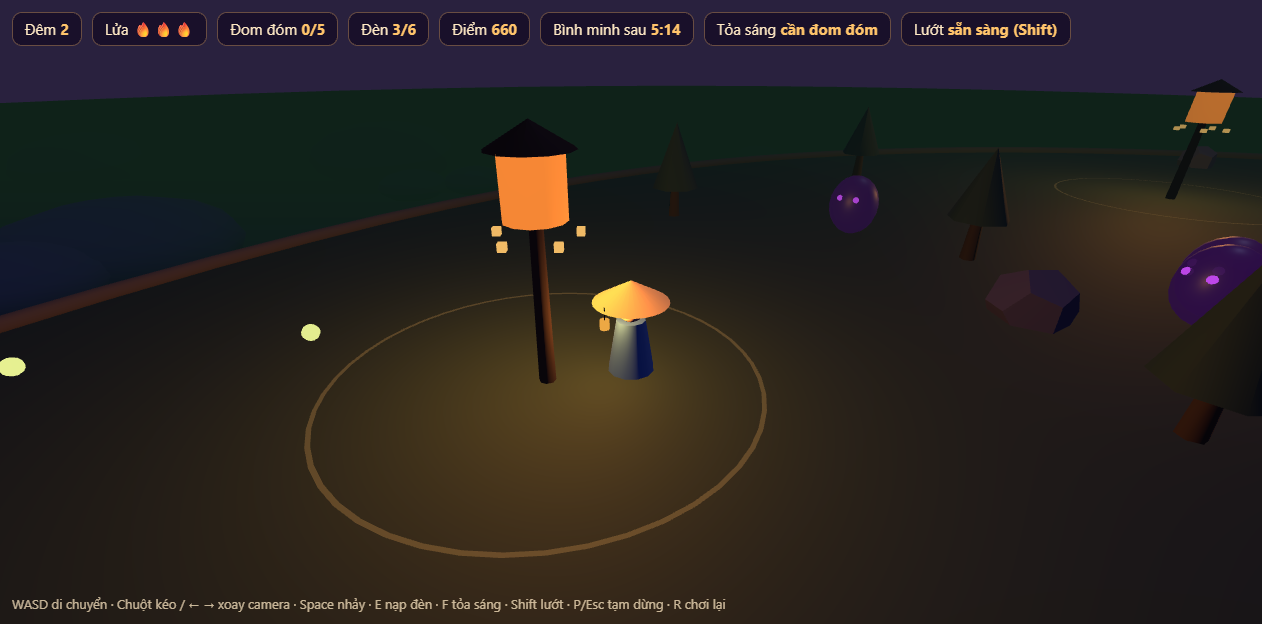 Đêm 2 Lửa 🔥🔥🔥 Đom đóm 0/5 Đèn 3/6 Điểm 660 Bình minh sau 5:14 Tỏa sáng cần đom đóm Lướt sẵn sàng (Shift)
WASD di chuyển · Chuột kéo / ← → xoay camera · Space nhảy · E nạp đèn · F tỏa sáng · Shift lướt · P/Esc tạm dừng · R chơi lại